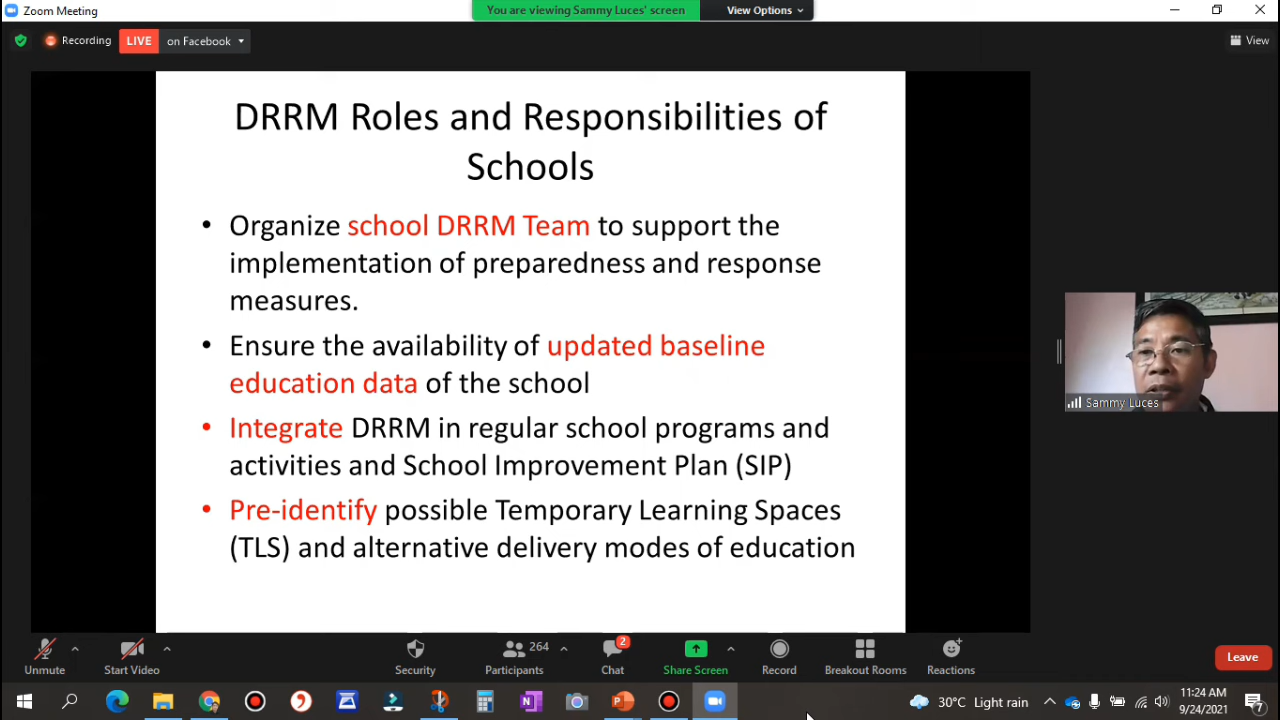 Zoom Meeting
You are viewing Sammy Luces' screen
View Options
Recording
LIVE
on Facebook
View
DRRM Roles and Responsibilities of
Schools
• Organize school DRRM Team to support the
implementation of preparedness and response
measures.
• Ensure the availability of updated baseline
education data of the school
• Integrate DRRM in regular school programs and
activities and School Improvement Plan (SIP)
• Pre-identify possible Temporary Learning Spaces
(TLS) and alternative delivery modes of education
Sammy Luces
Unmute
Start Video
Security
264
Participants
2
Chat
Share Screen
Record
Breakout Rooms
Reactions
Leave
30°C Light rain
11:24 AM
9/24/2021
7